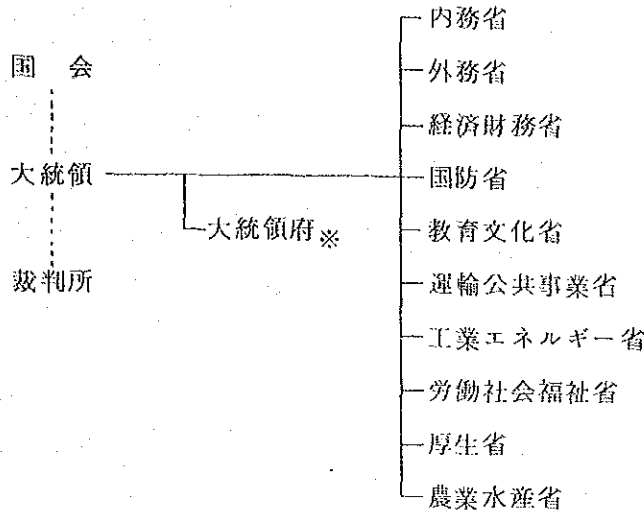 国会
大統領
大統領府※
裁判所
内務省
外務省
経済財務省
国防省
教育文化省
運輸公共事業省
工業エネルギー省
労働社会福祉省
厚生省
農業水産省